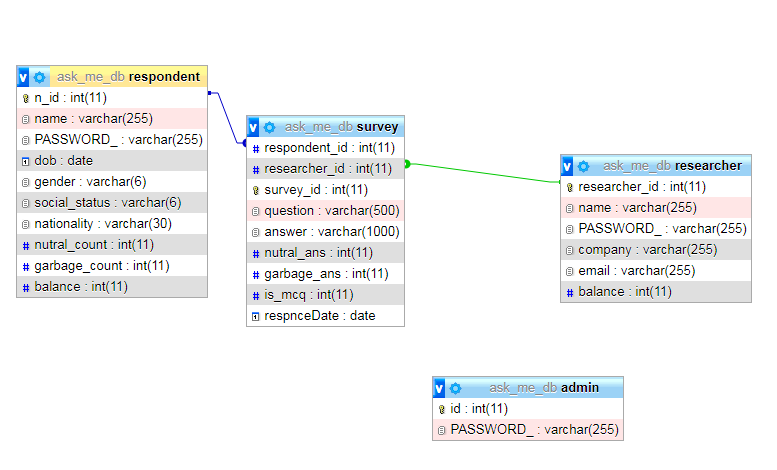 v ask_me_db respondent
n_id : int(11)
name : varchar(255)
PASSWORD_ : varchar(255)
dob : date
gender : varchar(6)
social_status : varchar(6)
nationality : varchar(30)
nutral_count : int(11)
garbage_count : int(11)
balance : int(11)
v ask_me_db survey
respondent_id : int(11)
researcher_id : int(11)
survey_id : int(11)
question : varchar(500)
answer : varchar(1000)
nutral_ans : int(11)
garbage_ans : int(11)
is_mcq : int(11)
respnceDate : date
v ask_me_db researcher
researcher_id : int(11)
name : varchar(255)
PASSWORD_ : varchar(255)
company : varchar(255)
email : varchar(255)
balance : int(11)
v ask_me_db admin
id : int(11)
PASSWORD_ : varchar(255)